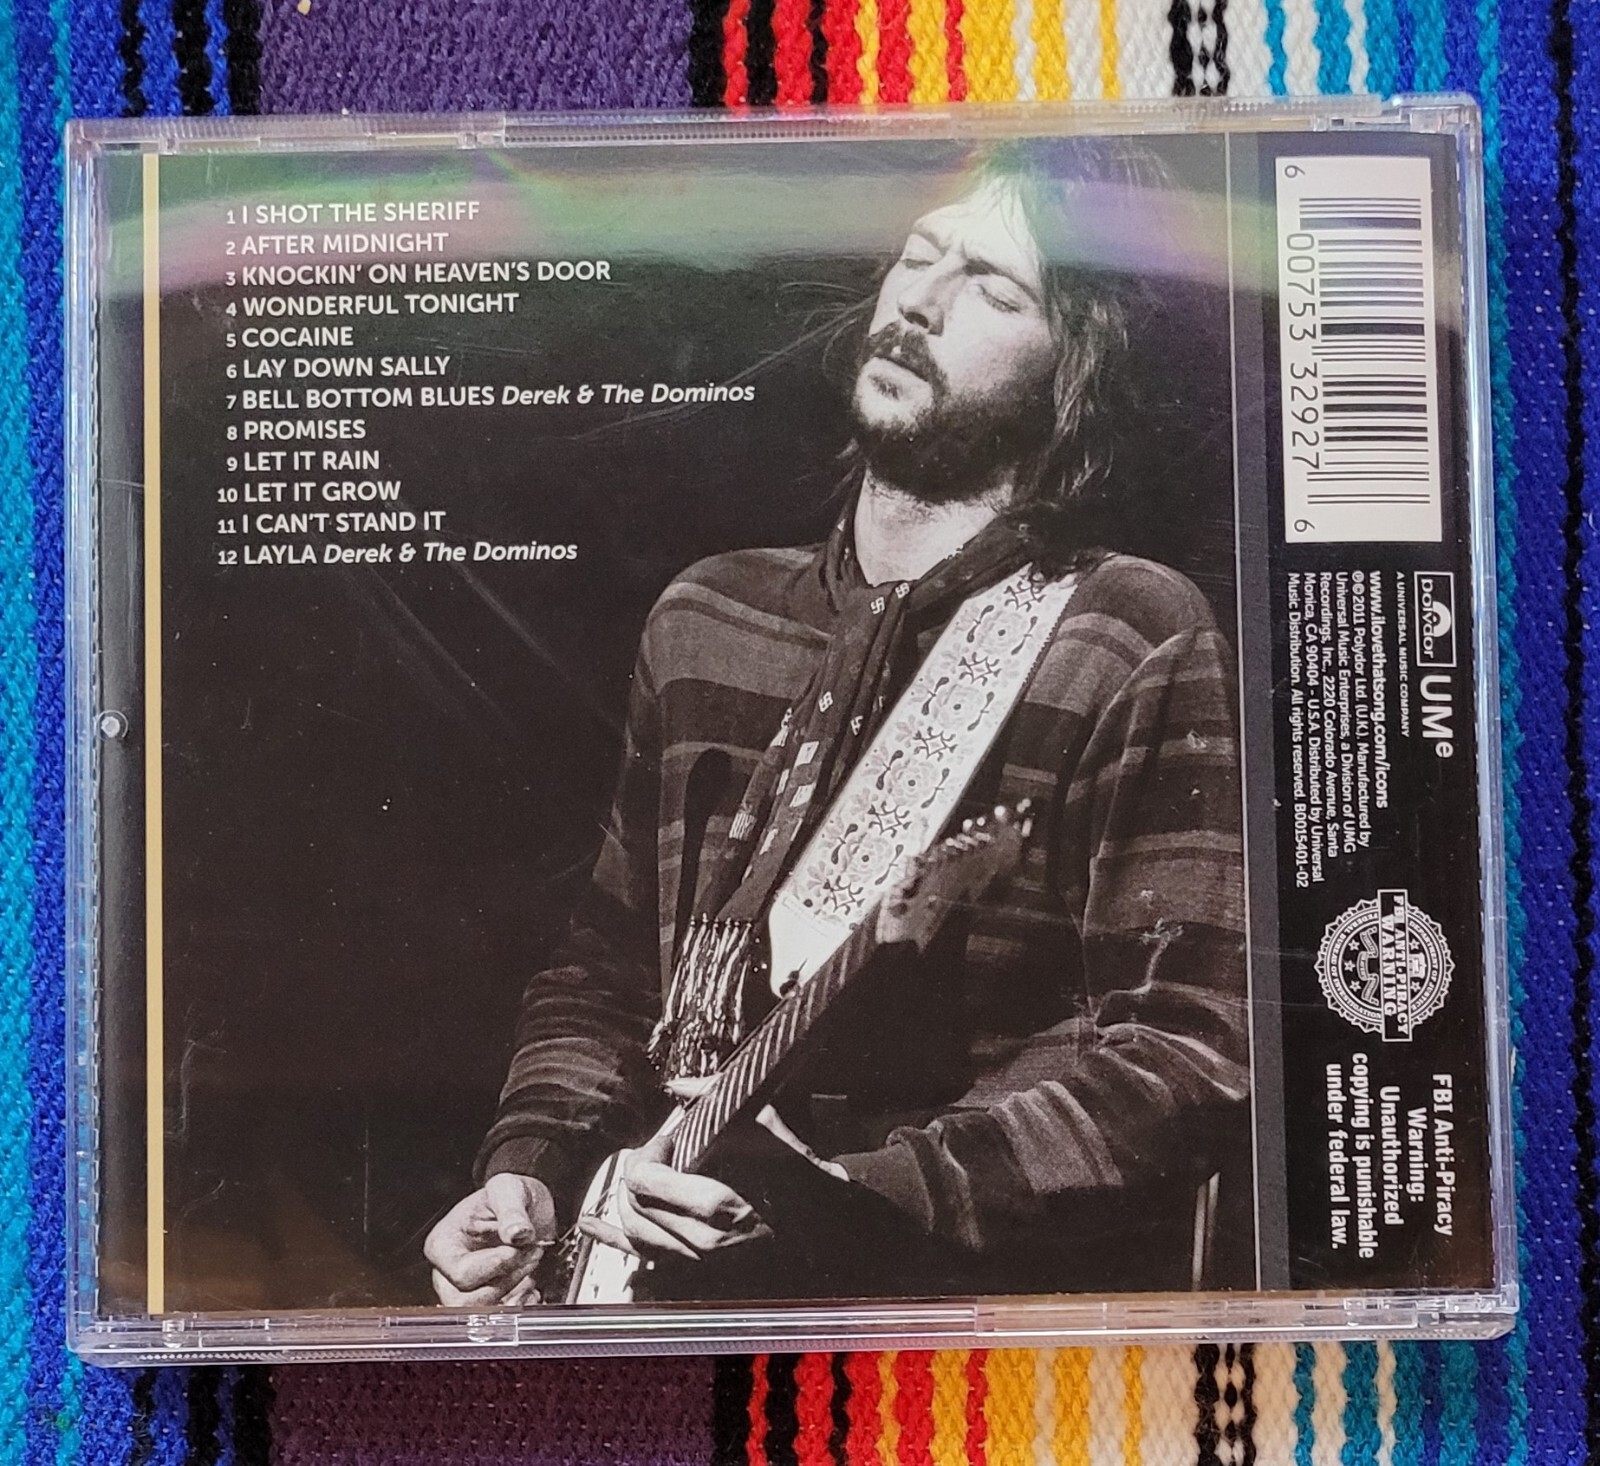 1 I SHOT THE SHERIFF
2 AFTER MIDNIGHT
3 KNOCKIN' ON HEAVEN'S DOOR
4 WONDERFUL TONIGHT
5 COCAINE
6 LAY DOWN SALLY
7 BELL BOTTOM BLUES Derek & The Dominos
8 PROMISES
9 LET IT RAIN
10 LET IT GROW
11 I CAN'T STAND IT
12 LAYLA Derek & The Dominos
6 00753 32927 6
polydor UMe
A UNIVERSAL MUSIC COMPANY
www.ilovethatsong.com/icons
℗©2011 Polydor Ltd. (U.K.). Manufactured by
Universal Music Enterprises, a Division of UMG
Recordings, Inc., 2220 Colorado Avenue, Santa
Monica, CA 90404 - U.S.A. Distributed by Universal
Music Distribution. All rights reserved. B0015401-02
FBI ANTI-PIRACY
WARNING
FBI Anti-Piracy
Warning:
Unauthorized
copying is punishable
under federal law.